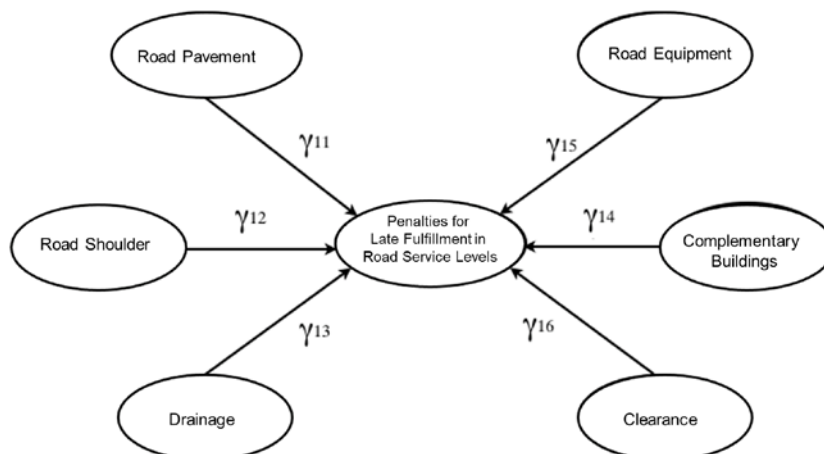 Road Pavement
Road Equipment
γ11
γ15
γ12
γ14
Road Shoulder
Penalties for
Late Fulfillment in
Road Service Levels
Complementary
Buildings
γ13
γ16
Drainage
Clearance